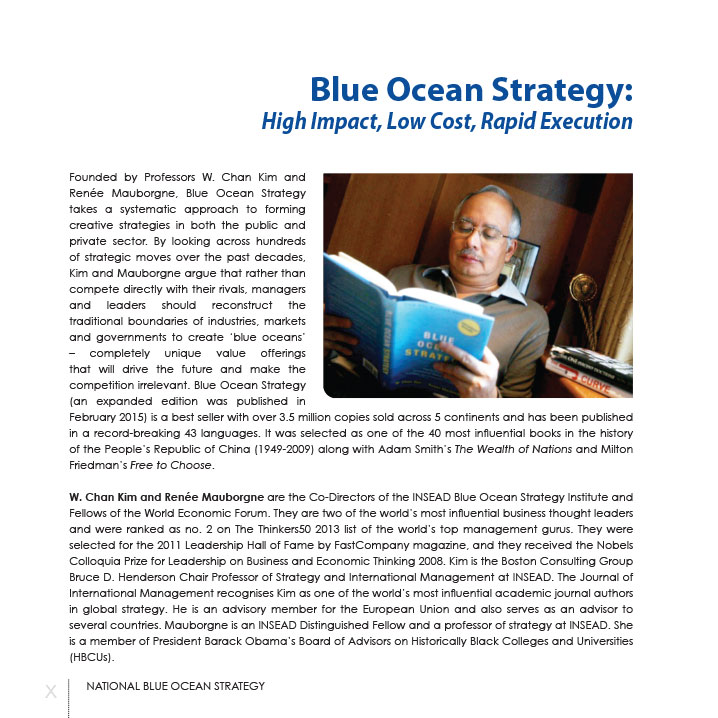 Blue Ocean Strategy:
High Impact, Low Cost, Rapid Execution
Founded by Professors W. Chan Kim and
Renée Mauborgne, Blue Ocean Strategy
takes a systematic approach to forming
creative strategies in both the public and
private sector. By looking across hundreds
of strategic moves over the past decades,
Kim and Mauborgne argue that rather than
compete directly with their rivals, managers
and leaders should reconstruct the
traditional boundaries of industries, markets
and governments to create ‘blue oceans’
– completely unique value offerings
that will drive the future and make the
competition irrelevant. Blue Ocean Strategy
(an expanded edition was published in
February 2015) is a best seller with over 3.5 million copies sold across 5 continents and has been published
in a record-breaking 43 languages. It was selected as one of the 40 most influential books in the history
of the People’s Republic of China (1949-2009) along with Adam Smith’s The Wealth of Nations and Milton
Friedman’s Free to Choose.
BLUE
OCEAN
STRATEGY
CURVE
W. Chan Kim and Renée Mauborgne are the Co-Directors of the INSEAD Blue Ocean Strategy Institute and
Fellows of the World Economic Forum. They are two of the world’s most influential business thought leaders
and were ranked as no. 2 on The Thinkers50 2013 list of the world’s top management gurus. They were
selected for the 2011 Leadership Hall of Fame by FastCompany magazine, and they received the Nobels
Colloquia Prize for Leadership on Business and Economic Thinking 2008. Kim is the Boston Consulting Group
Bruce D. Henderson Chair Professor of Strategy and International Management at INSEAD. The Journal of
International Management recognises Kim as one of the world’s most influential academic journal authors
in global strategy. He is an advisory member for the European Union and also serves as an advisor to
several countries. Mauborgne is an INSEAD Distinguished Fellow and a professor of strategy at INSEAD. She
is a member of President Barack Obama’s Board of Advisors on Historically Black Colleges and Universities
(HBCUs).
X
NATIONAL BLUE OCEAN STRATEGY